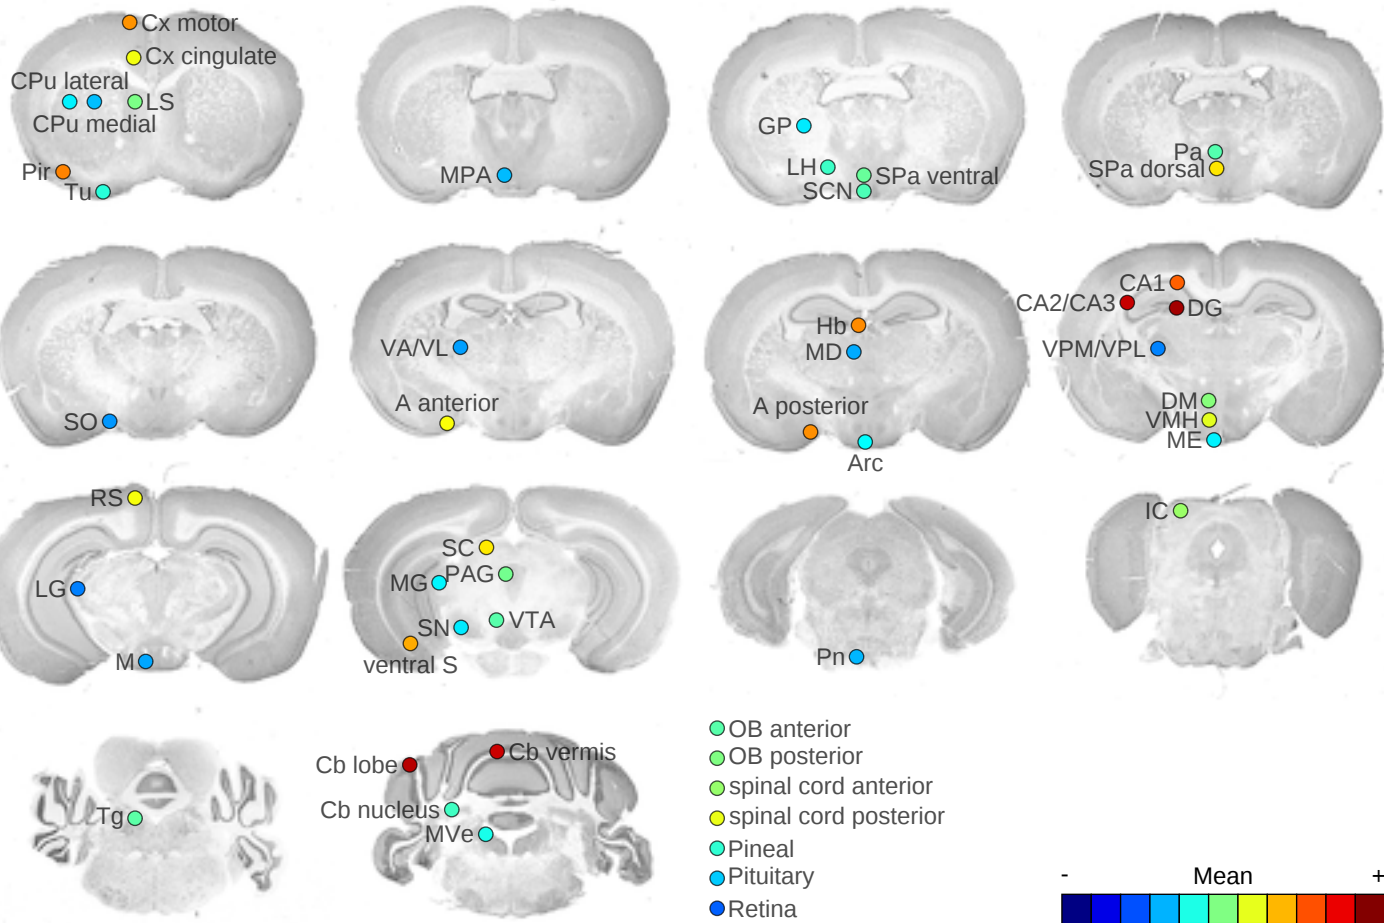 Cx motor
Cx cingulate
CPu lateral
LS
CPu medial
Pir
Tu
MPA
GP
LH
SPa ventral
SCN
Pa
SPa dorsal
SO
VA/VL
A anterior
Hb
MD
A posterior
Arc
CA1
CA2/CA3
DG
VPM/VPL
DM
VMH
ME
RS
LG
M
SC
MG
PAG
SN
VTA
ventral S
Pn
IC
Tg
Cb lobe
Cb vermis
Cb nucleus
MVe
OB anterior
OB posterior
spinal cord anterior
spinal cord posterior
Pineal
Pituitary
Retina
- Mean +